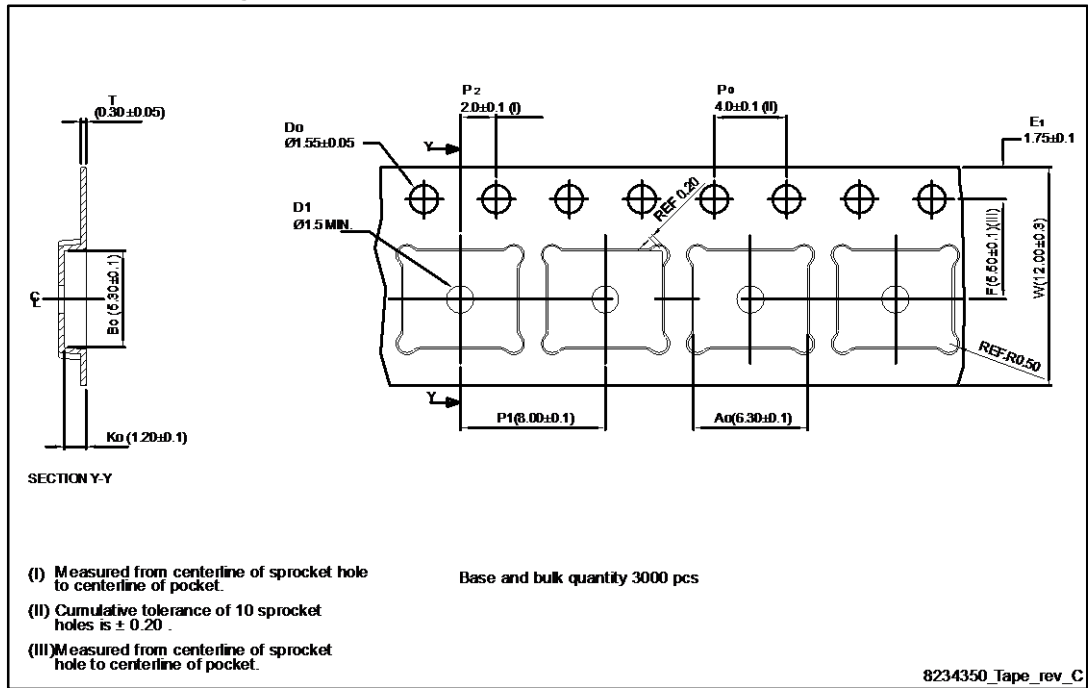 T
(0.30±0.05)
P2
2.0±0.1 (I)
Po
4.0±0.1 (II)
E1
1.75±0.1
Do
Ø1.55±0.05
Y
D1
Ø1.5 MIN.
REF 0.20
F(5.50±0.1)(III)
W(12.00±0.3)
Bo (5.30±0.1)
CL
REF.R0.50
Y
P1(8.00±0.1)
Ao(6.30±0.1)
Ko (1.20±0.1)
SECTION Y-Y
(I) Measured from centerline of sprocket hole
to centerline of pocket.
Base and bulk quantity 3000 pcs
(II) Cumulative tolerance of 10 sprocket
holes is ± 0.20 .
(III)Measured from centerline of sprocket
hole to centerline of pocket.
8234350_Tape_rev_C